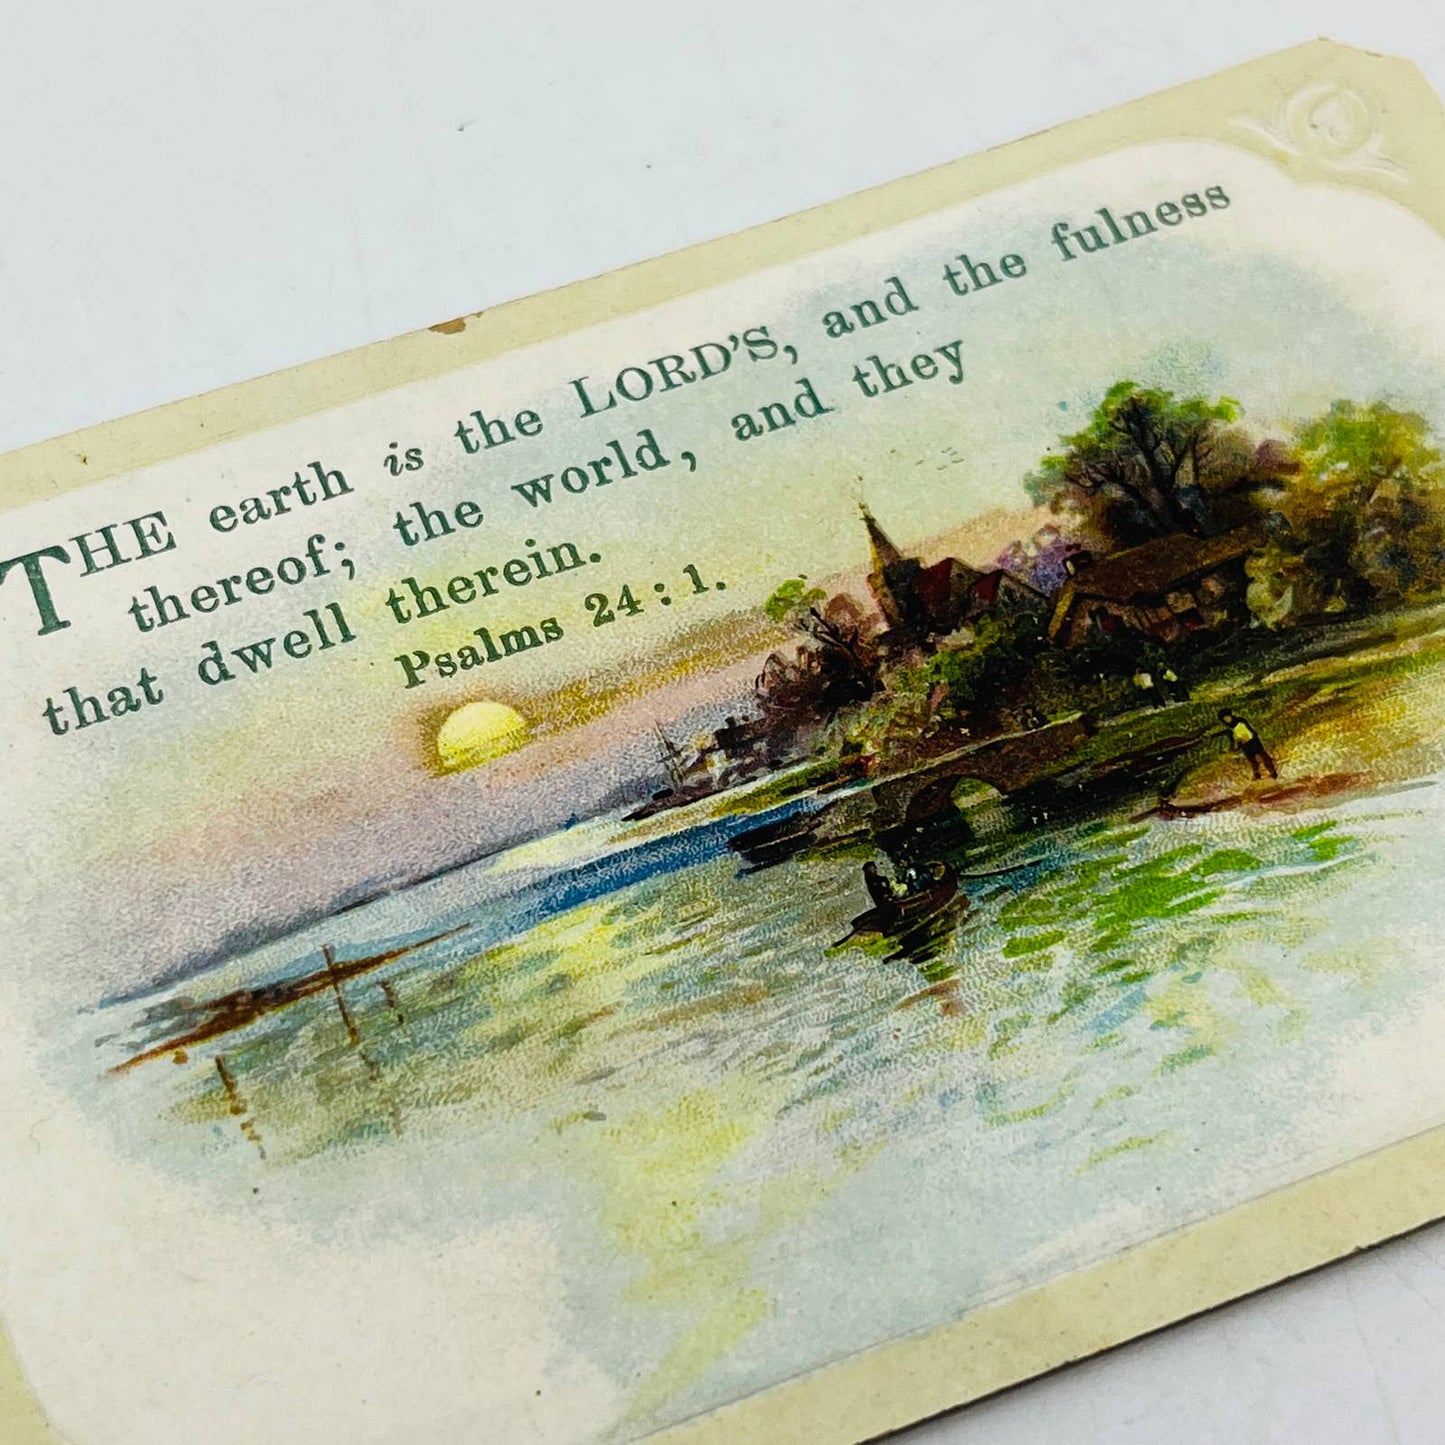 THE earth is the LORD'S, and the fulness
thereof; the world, and they
that dwell therein.
Psalms 24 : 1.